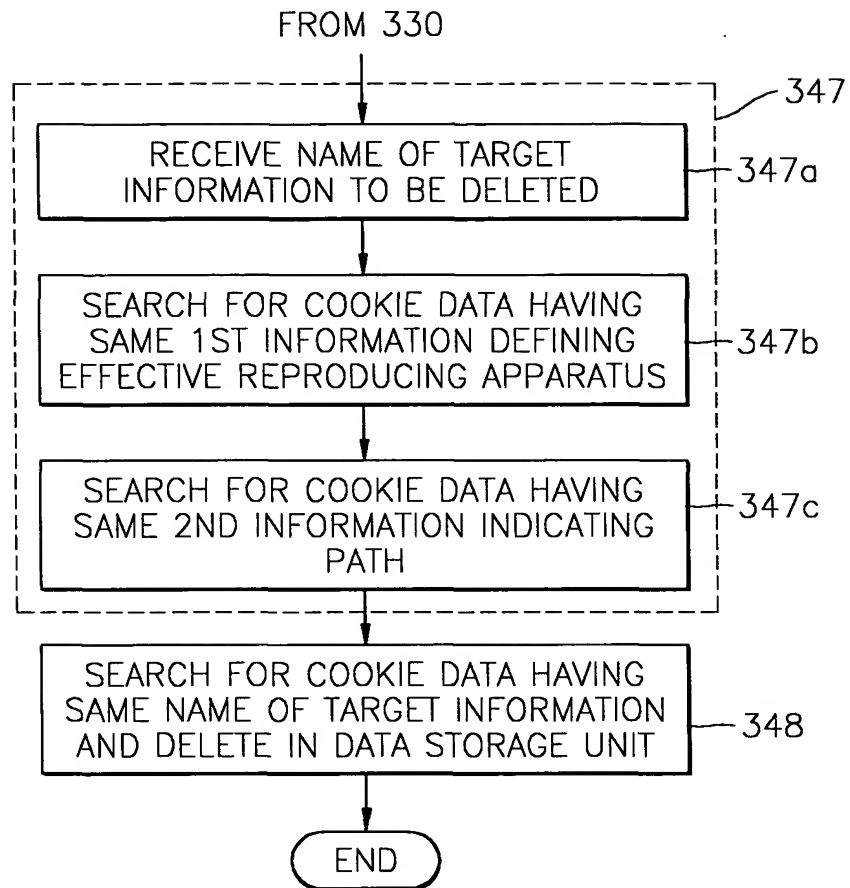 FROM 330
347
RECEIVE NAME OF TARGET
INFORMATION TO BE DELETED
347a
SEARCH FOR COOKIE DATA HAVING
SAME 1ST INFORMATION DEFINING
EFFECTIVE REPRODUCING APPARATUS
347b
SEARCH FOR COOKIE DATA HAVING
SAME 2ND INFORMATION INDICATING
PATH
347c
SEARCH FOR COOKIE DATA HAVING
SAME NAME OF TARGET INFORMATION
AND DELETE IN DATA STORAGE UNIT
348
END